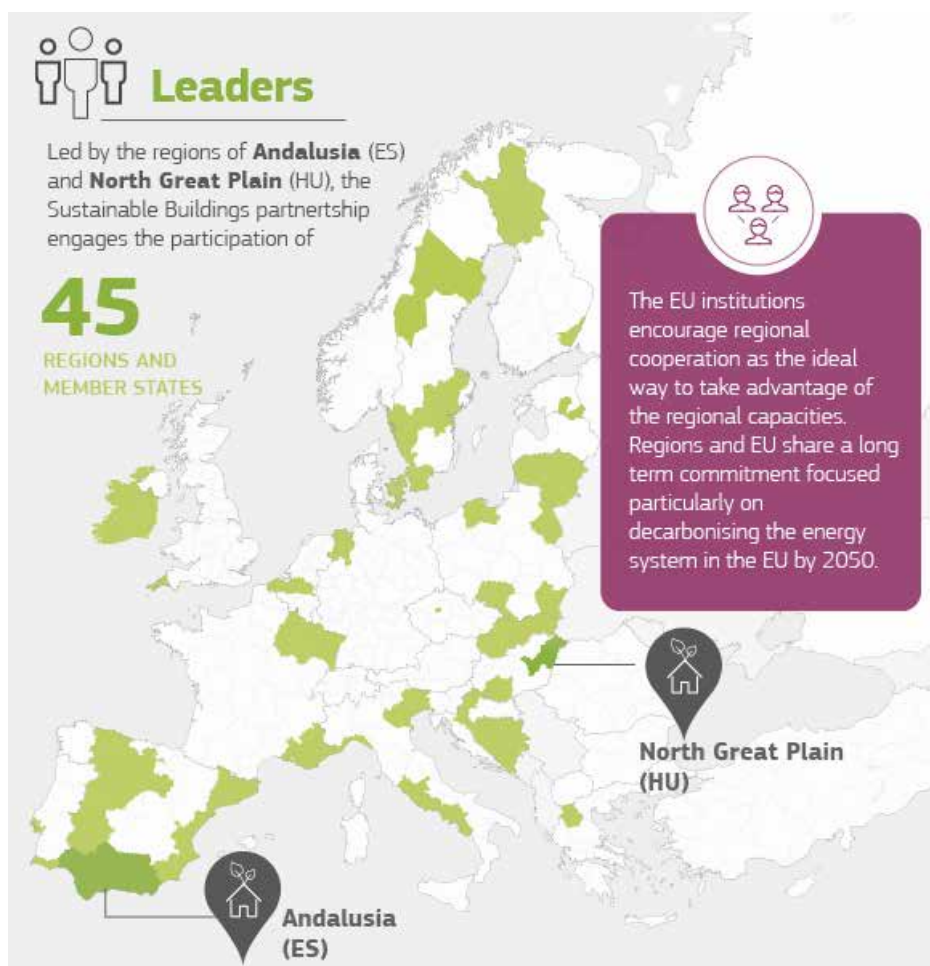 Leaders
Led by the regions of Andalusia (ES)
and North Great Plain (HU), the
Sustainable Buildings partnertship
engages the participation of
45
REGIONS AND
MEMBER STATES
The EU institutions
encourage regional
cooperation as the ideal
way to take advantage of
the regional capacities.
Regions and EU share a long
term commitment focused
particularly on
decarbonising the energy
system in the EU by 2050.
North Great Plain
(HU)
Andalusia
(ES)